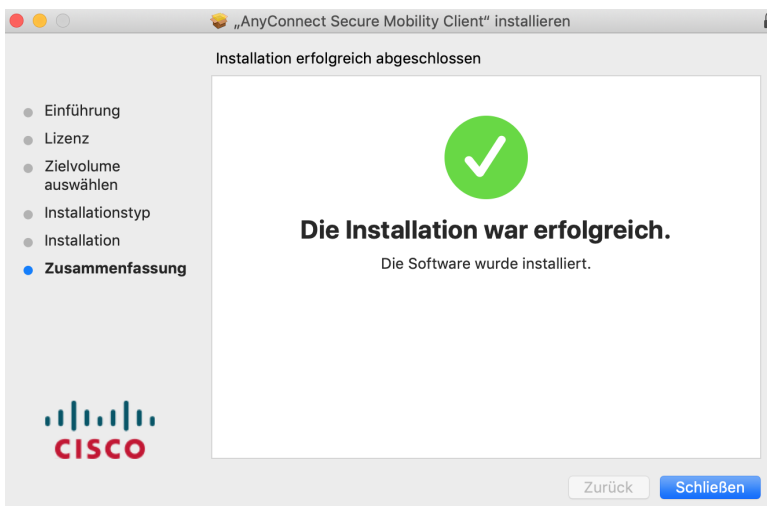 „AnyConnect Secure Mobility Client“ installieren
Installation erfolgreich abgeschlossen
Einführung
Lizenz
Zielvolume
auswählen
Installationstyp
Installation
Zusammenfassung
Die Installation war erfolgreich.
Die Software wurde installiert.
CISCO
Zurück
Schließen